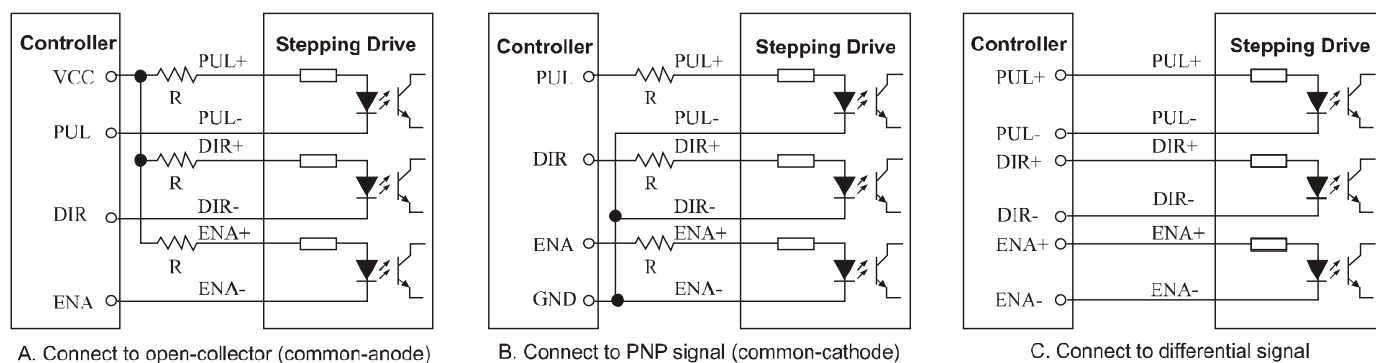 Controller
Stepping Drive
VCC
PUL+
R
PUL
PUL-
DIR+
R
DIR
DIR-
ENA+
R
ENA
ENA-
A. Connect to open-collector (common-anode)
Controller
Stepping Drive
PUL
PUL+
R
PUL-
DIR
DIR+
R
DIR-
ENA
ENA+
R
GND
ENA-
B. Connect to PNP signal (common-cathode)
Controller
Stepping Drive
PUL+
PUL+
PUL-
PUL-
DIR+
DIR+
DIR-
DIR-
ENA+
ENA+
ENA-
ENA-
C. Connect to differential signal